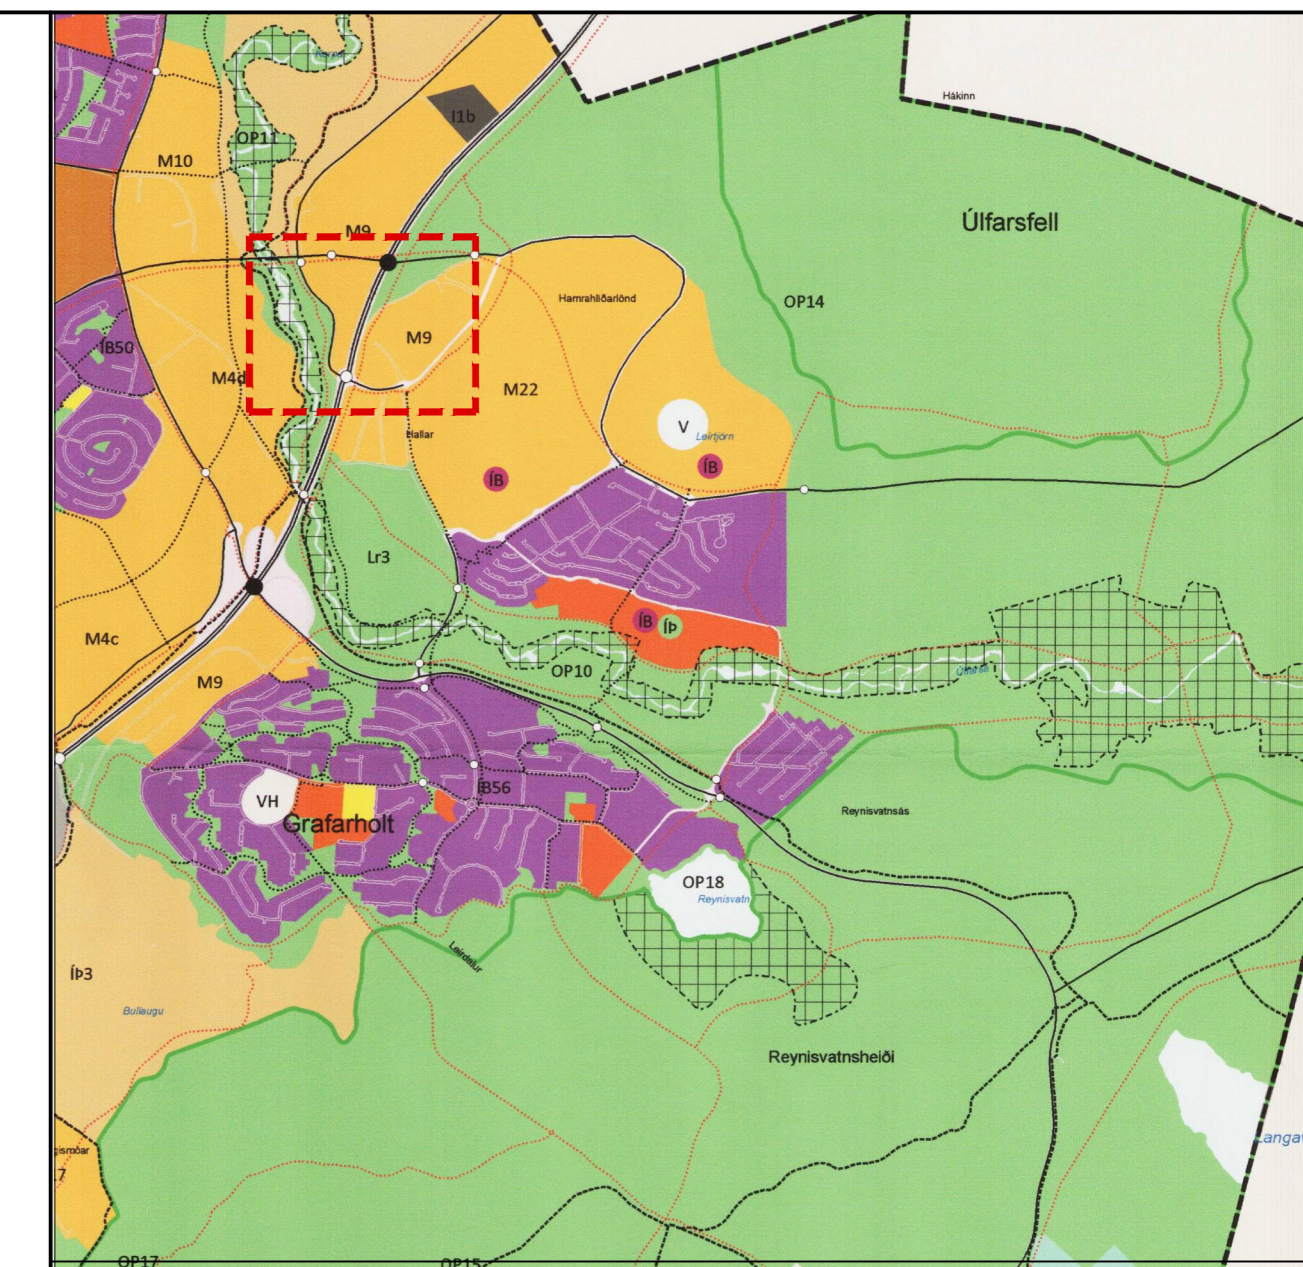 Hákinn
I1b
OP11
M10
Úlfarsfell
M9
Hamrahlíðarlönd
OP14
M9
ÍB50
M4d
M22
V
Leirtjörn
Hallar
ÍB
ÍB
Lr3
ÍB
ÍÞ
M4c
OP10
Úlfarsá
M9
ÍB56
VH
Grafarholt
Reynisvatnsás
OP18
Reynisvatn
Leirdalur
ÍÞ3
Bullaugu
Reynisvatnsheiði
OP17
OP15